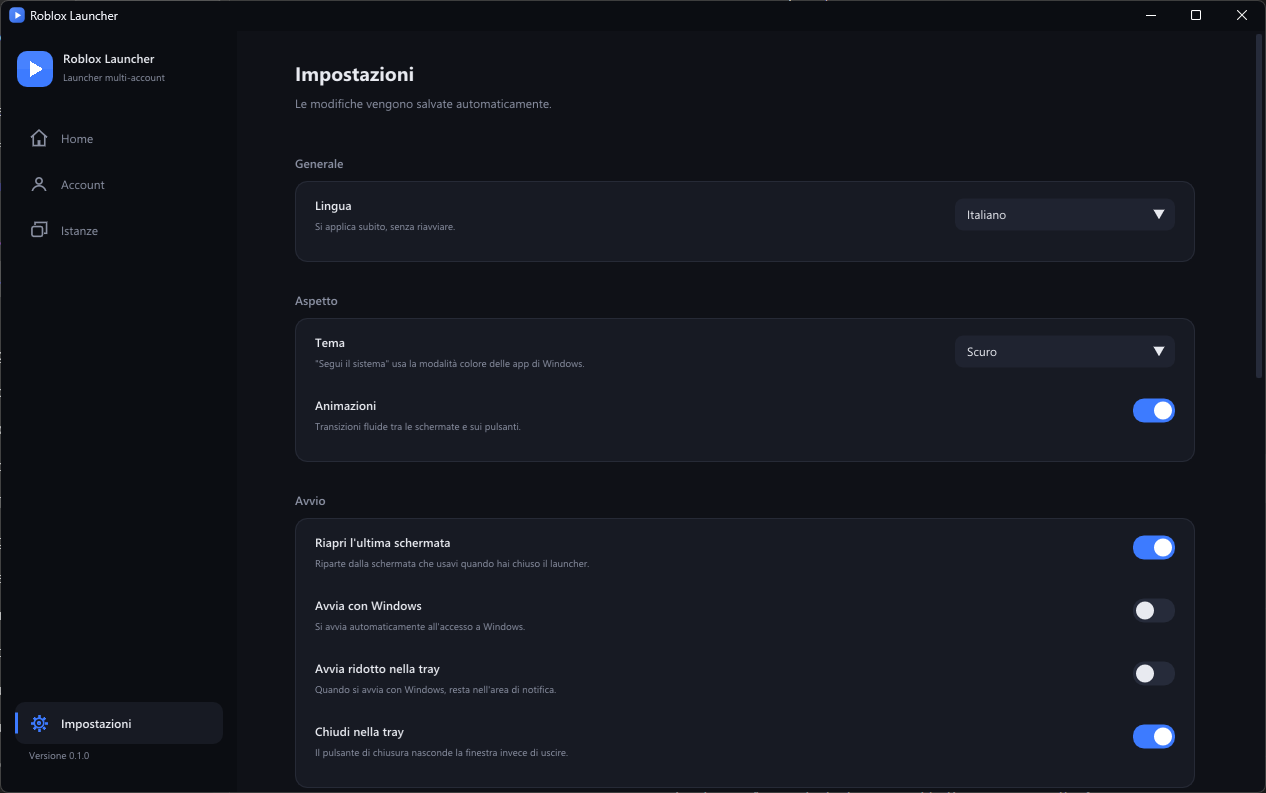 Roblox Launcher
Roblox Launcher
Launcher multi-account
Home
Account
Istanze
Impostazioni
Versione 0.1.0
Impostazioni
Le modifiche vengono salvate automaticamente.
Generale
Lingua
Si applica subito, senza riavviare.
Italiano
Aspetto
Tema
"Segui il sistema" usa la modalità colore delle app di Windows.
Scuro
Animazioni
Transizioni fluide tra le schermate e sui pulsanti.
Avvio
Riapri l'ultima schermata
Riparte dalla schermata che usavi quando hai chiuso il launcher.
Avvia con Windows
Si avvia automaticamente all'accesso a Windows.
Avvia ridotto nella tray
Quando si avvia con Windows, resta nell'area di notifica.
Chiudi nella tray
Il pulsante di chiusura nasconde la finestra invece di uscire.